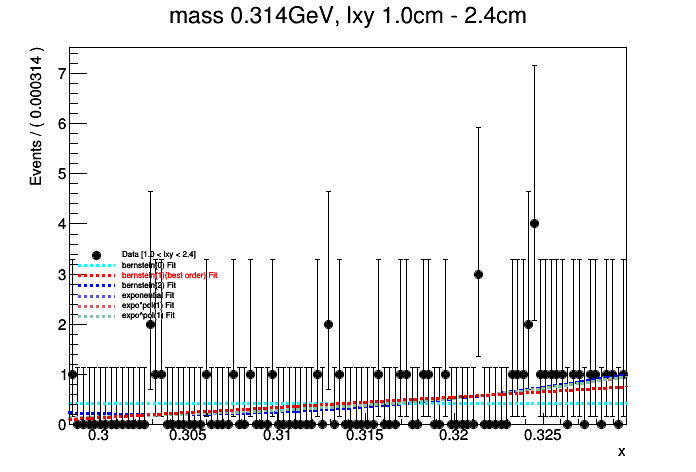 mass 0.314GeV, lxy 1.0cm - 2.4cm
Events / ( 0.000314 )
7
6
5
4
3
2
1
0
Data [1.0 < lxy < 2.4]
bernstein(0) Fit
bernstein(1)(best order) Fit
bernstein(2) Fit
exponential Fit
expo*pol(1) Fit
expo^pol(1) Fit
0.3 0.305 0.31 0.315 0.32 0.325
x